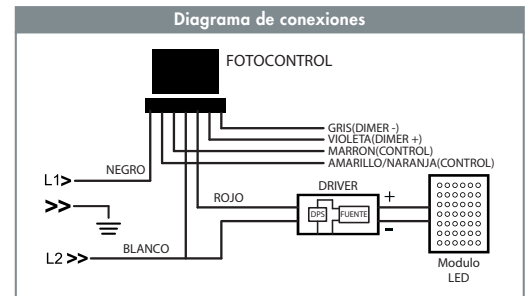 Diagrama de conexiones
FOTOCONTROL
GRIS(DIMER -)
VIOLETA(DIMER +)
MARRON(CONTROL)
AMARILLO/NARANJA(CONTROL)
NEGRO
L1>
ROJO
DRIVER
+
>>
DPS
FUENTE
-
BLANCO
L2 >>
Modulo
LED